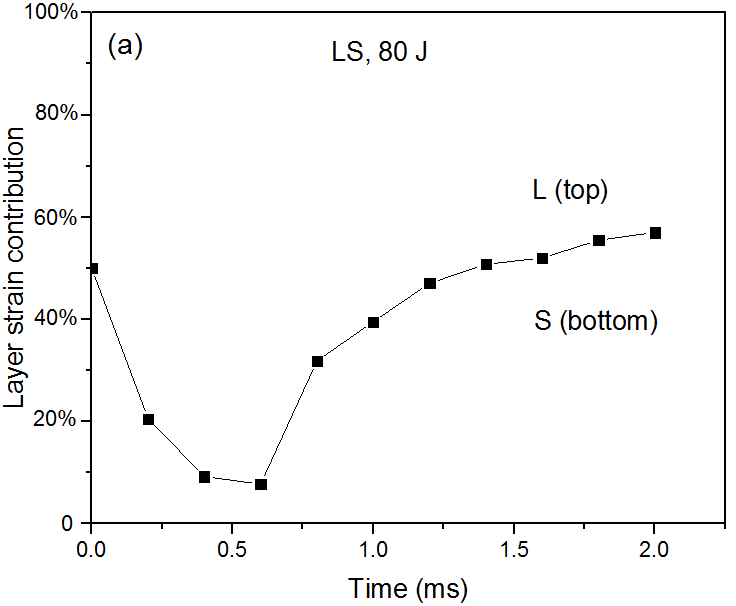 100%
(a)
LS, 80 J
80%
L (top)
60%
S (bottom)
40%
20%
0
0.0 0.5 1.0 1.5 2.0
Layer strain contribution
Time (ms)